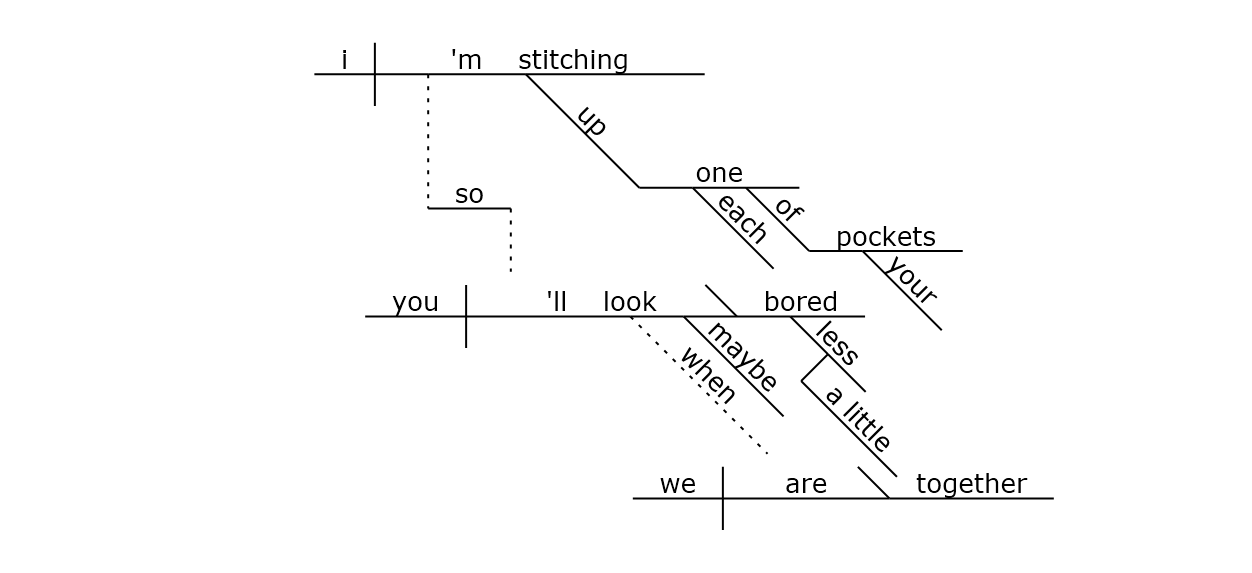 i 'm stitching
up
one
each
of
pockets
your
so
you 'll look bored
less
maybe
when
a little
we are together